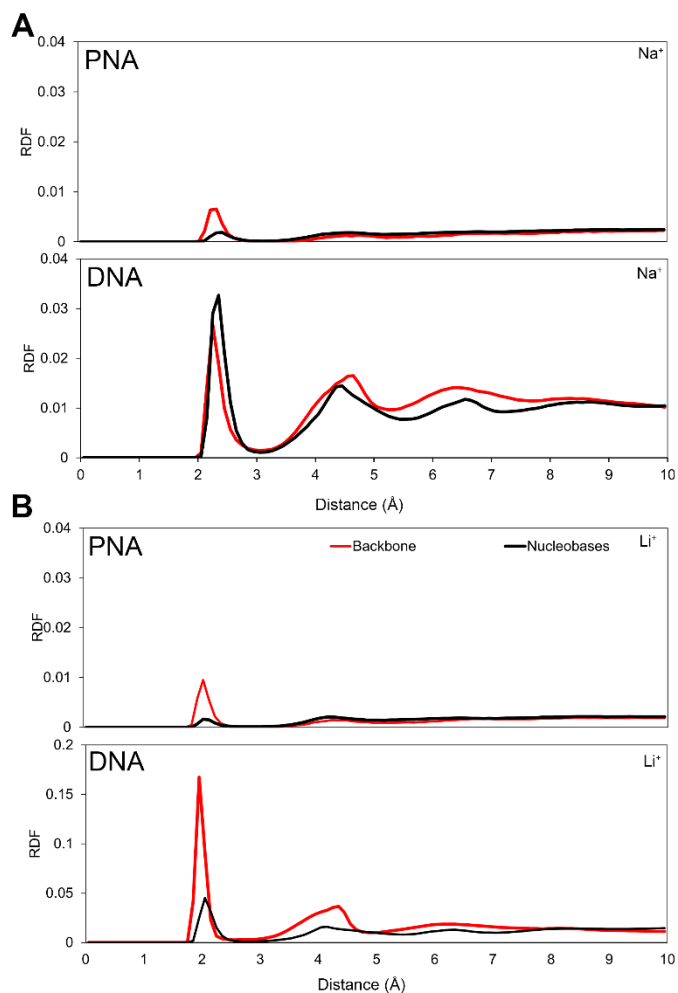 A
PNA
Na⁺
0.04
0.03
0.02
0.01
0
RDF
DNA
Na⁺
0.04
0.03
0.02
0.01
0
RDF
0 1 2 3 4 5 6 7 8 9 10
Distance (Å)
B
PNA
Backbone
Nucleobases
Li⁺
0.04
0.03
0.02
0.01
0
RDF
DNA
Li⁺
0.2
0.15
0.1
0.05
0
RDF
0 1 2 3 4 5 6 7 8 9 10
Distance (Å)